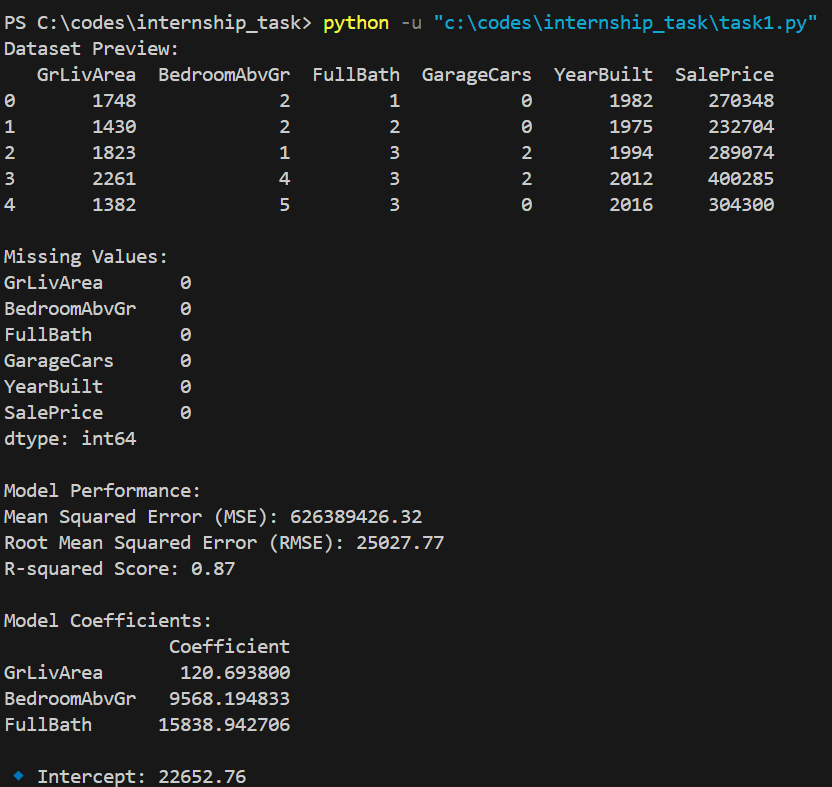 PS C:\codes\internship_task> python -u "c:\codes\internship_task\task1.py"
Dataset Preview:
   GrLivArea  BedroomAbvGr  FullBath  GarageCars  YearBuilt  SalePrice
0       1748             2         1           0       1982     270348
1       1430             2         2           0       1975     232704
2       1823             1         3           2       1994     289074
3       2261             4         3           2       2012     400285
4       1382             5         3           0       2016     304300

Missing Values:
GrLivArea       0
BedroomAbvGr    0
FullBath        0
GarageCars      0
YearBuilt       0
SalePrice       0
dtype: int64

Model Performance:
Mean Squared Error (MSE): 626389426.32
Root Mean Squared Error (RMSE): 25027.77
R-squared Score: 0.87

Model Coefficients:
               Coefficient
GrLivArea       120.693800
BedroomAbvGr   9568.194833
FullBath      15838.942706

🔹 Intercept: 22652.76